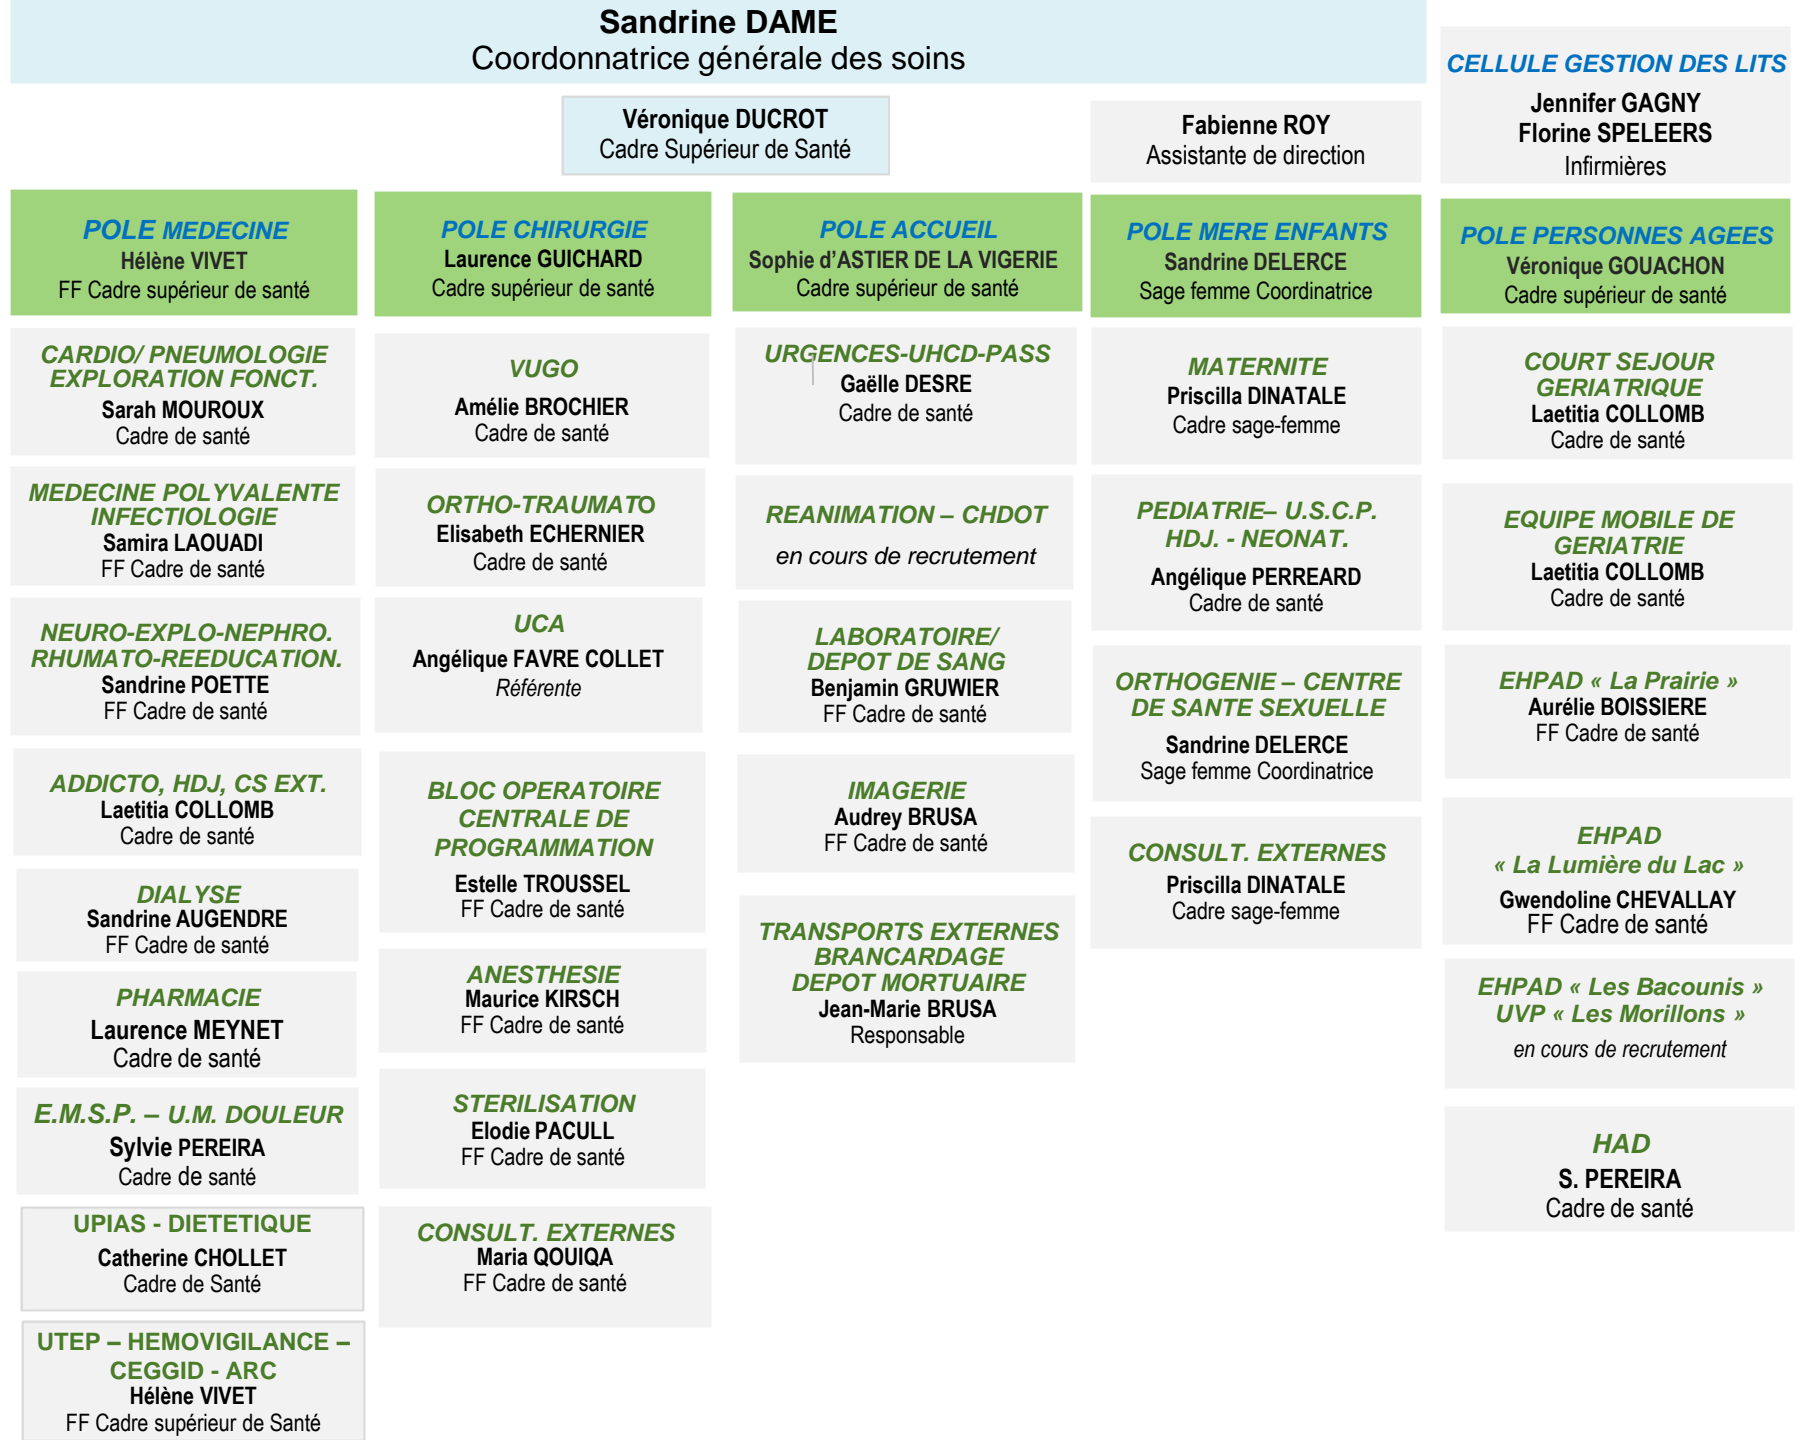 Sandrine DAME
Coordonnatrice générale des soins
Véronique DUCROT
Cadre Supérieur de Santé
Fabienne ROY
Assistante de direction
CELLULE GESTION DES LITS
Jennifer GAGNY
Florine SPELEERS
Infirmières
POLE MEDECINE
Hélène VIVET
FF Cadre supérieur de santé
CARDIO/ PNEUMOLOGIE
EXPLORATION FONCT.
Sarah MOUROUX
Cadre de santé
MEDECINE POLYVALENTE
INFECTIOLOGIE
Samira LAOUADI
FF Cadre de santé
NEURO-EXPLO-NEPHRO.
RHUMATO-REEDUCATION.
Sandrine POETTE
FF Cadre de santé
ADDICTO, HDJ, CS EXT.
Laetitia COLLOMB
Cadre de santé
DIALYSE
Sandrine AUGENDRE
FF Cadre de santé
PHARMACIE
Laurence MEYNET
Cadre de santé
E.M.S.P. – U.M. DOULEUR
Sylvie PEREIRA
Cadre de santé
UPIAS - DIETETIQUE
Catherine CHOLLET
Cadre de Santé
UTEP – HEMOVIGILANCE –
CEGGID - ARC
Hélène VIVET
FF Cadre supérieur de Santé
POLE CHIRURGIE
Laurence GUICHARD
Cadre supérieur de santé
VUGO
Amélie BROCHIER
Cadre de santé
ORTHO-TRAUMATO
Elisabeth ECHERNIER
Cadre de santé
UCA
Angélique FAVRE COLLET
Référente
BLOC OPERATOIRE
CENTRALE DE
PROGRAMMATION
Estelle TROUSSEL
FF Cadre de santé
ANESTHESIE
Maurice KIRSCH
FF Cadre de santé
STERILISATION
Elodie PACULL
FF Cadre de santé
CONSULT. EXTERNES
Maria QOUIQA
FF Cadre de santé
POLE ACCUEIL
Sophie d’ASTIER DE LA VIGERIE
Cadre supérieur de santé
URGENCES-UHCD-PASS
Gaëlle DESRE
Cadre de santé
REANIMATION – CHDOT
en cours de recrutement
LABORATOIRE/
DEPOT DE SANG
Benjamin GRUWIER
FF Cadre de santé
IMAGERIE
Audrey BRUSA
FF Cadre de santé
TRANSPORTS EXTERNES
BRANCARDAGE
DEPOT MORTUAIRE
Jean-Marie BRUSA
Responsable
POLE MERE ENFANTS
Sandrine DELERCE
Sage femme Coordinatrice
MATERNITE
Priscilla DINATALE
Cadre sage-femme
PEDIATRIE– U.S.C.P.
HDJ. - NEONAT.
Angélique PERREARD
Cadre de santé
ORTHOGENIE – CENTRE
DE SANTE SEXUELLE
Sandrine DELERCE
Sage femme Coordinatrice
CONSULT. EXTERNES
Priscilla DINATALE
Cadre sage-femme
POLE PERSONNES AGEES
Véronique GOUACHON
Cadre supérieur de santé
COURT SEJOUR
GERIATRIQUE
Laetitia COLLOMB
Cadre de santé
EQUIPE MOBILE DE
GERIATRIE
Laetitia COLLOMB
Cadre de santé
EHPAD « La Prairie »
Aurélie BOISSIERE
FF Cadre de santé
EHPAD
« La Lumière du Lac »
Gwendoline CHEVALLAY
FF Cadre de santé
EHPAD « Les Bacounis »
UVP « Les Morillons »
en cours de recrutement
HAD
S. PEREIRA
Cadre de santé